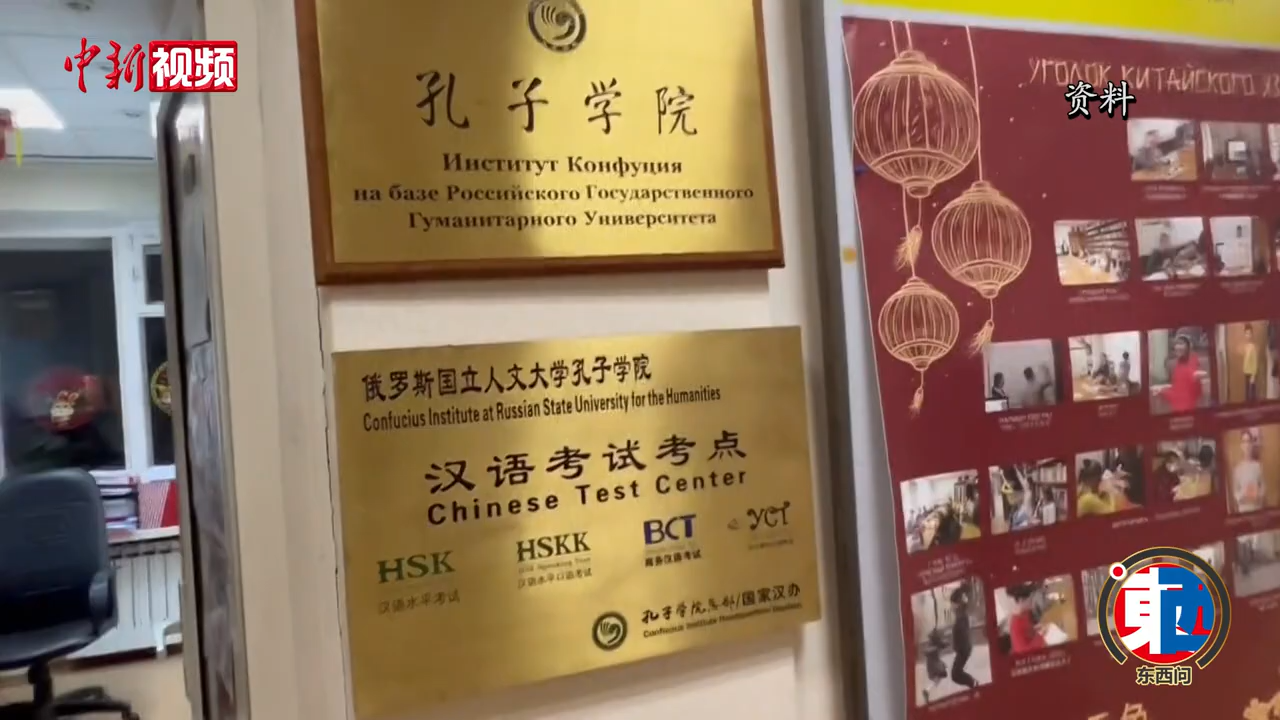 中新视频
资料
孔子学院
Институт Конфуция
на базе Российского Государственного
Гуманитарного Университета
俄罗斯国立人文大学孔子学院
Confucius Institute at Russian State University for the Humanities
汉语考试考点
Chinese Test Center
HSK
汉语水平考试
HSKK
汉语水平口语考试
BCT
商务汉语考试
YCT
孔子学院总部/国家汉办
Confucius Institute Headquarters (Hanban)
УГОЛОК КИТАЙСКОГО
东西问